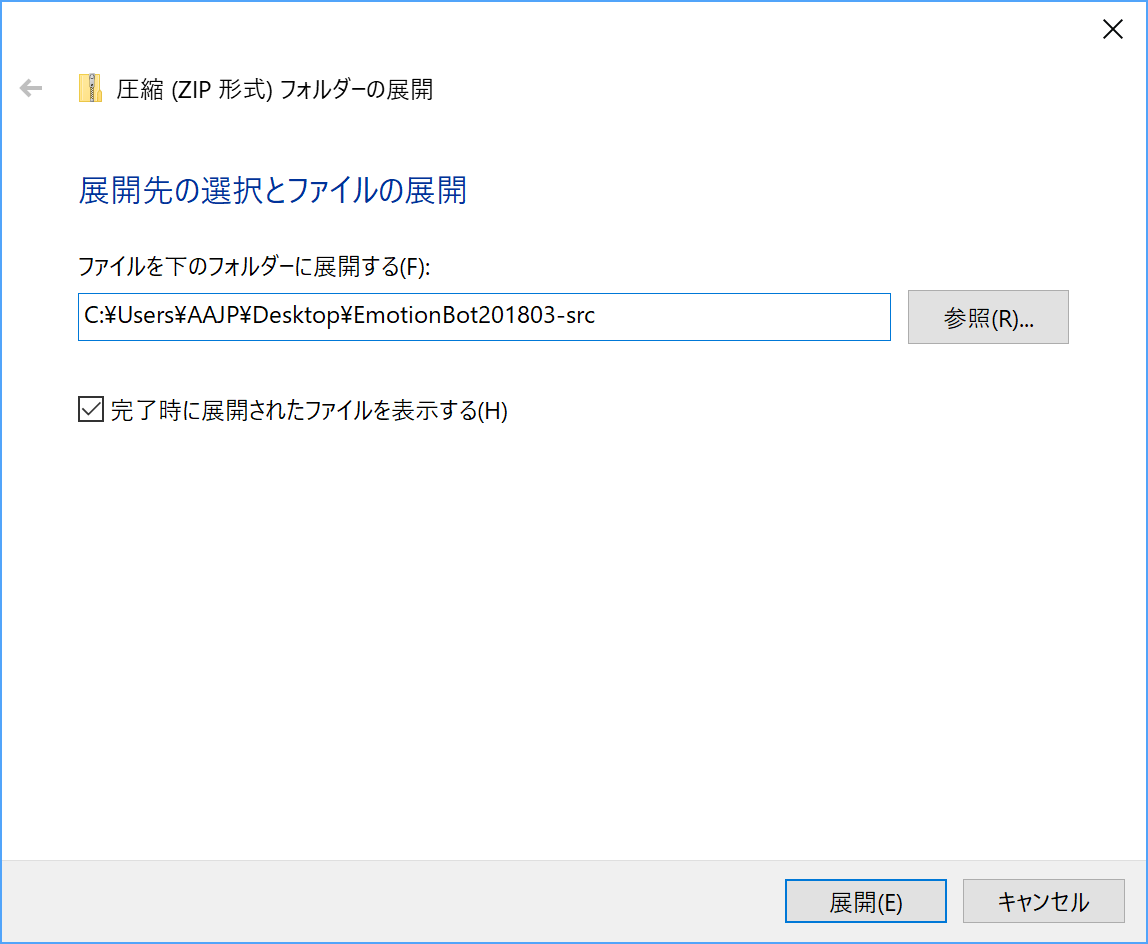 圧縮 (ZIP 形式) フォルダーの展開
展開先の選択とファイルの展開
ファイルを下のフォルダーに展開する(F):
C:¥Users¥AAJP¥Desktop¥EmotionBot201803-src
参照(R)...
完了時に展開されたファイルを表示する(H)
展開(E)
キャンセル